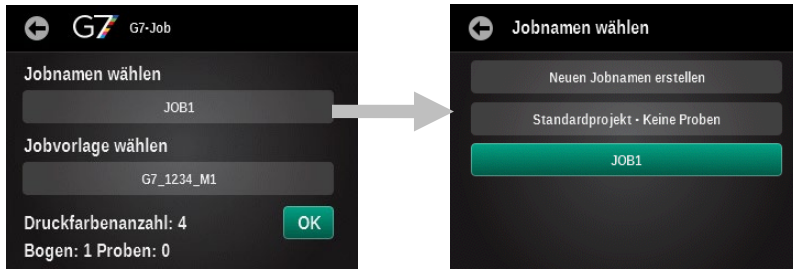 G7 G7-Job
Jobnamen wählen
JOB1
Jobvorlage wählen
G7_1234_M1
Druckfarbenanzahl: 4
OK
Bogen: 1 Proben: 0
Jobnamen wählen
Neuen Jobnamen erstellen
Standardprojekt - Keine Proben
JOB1